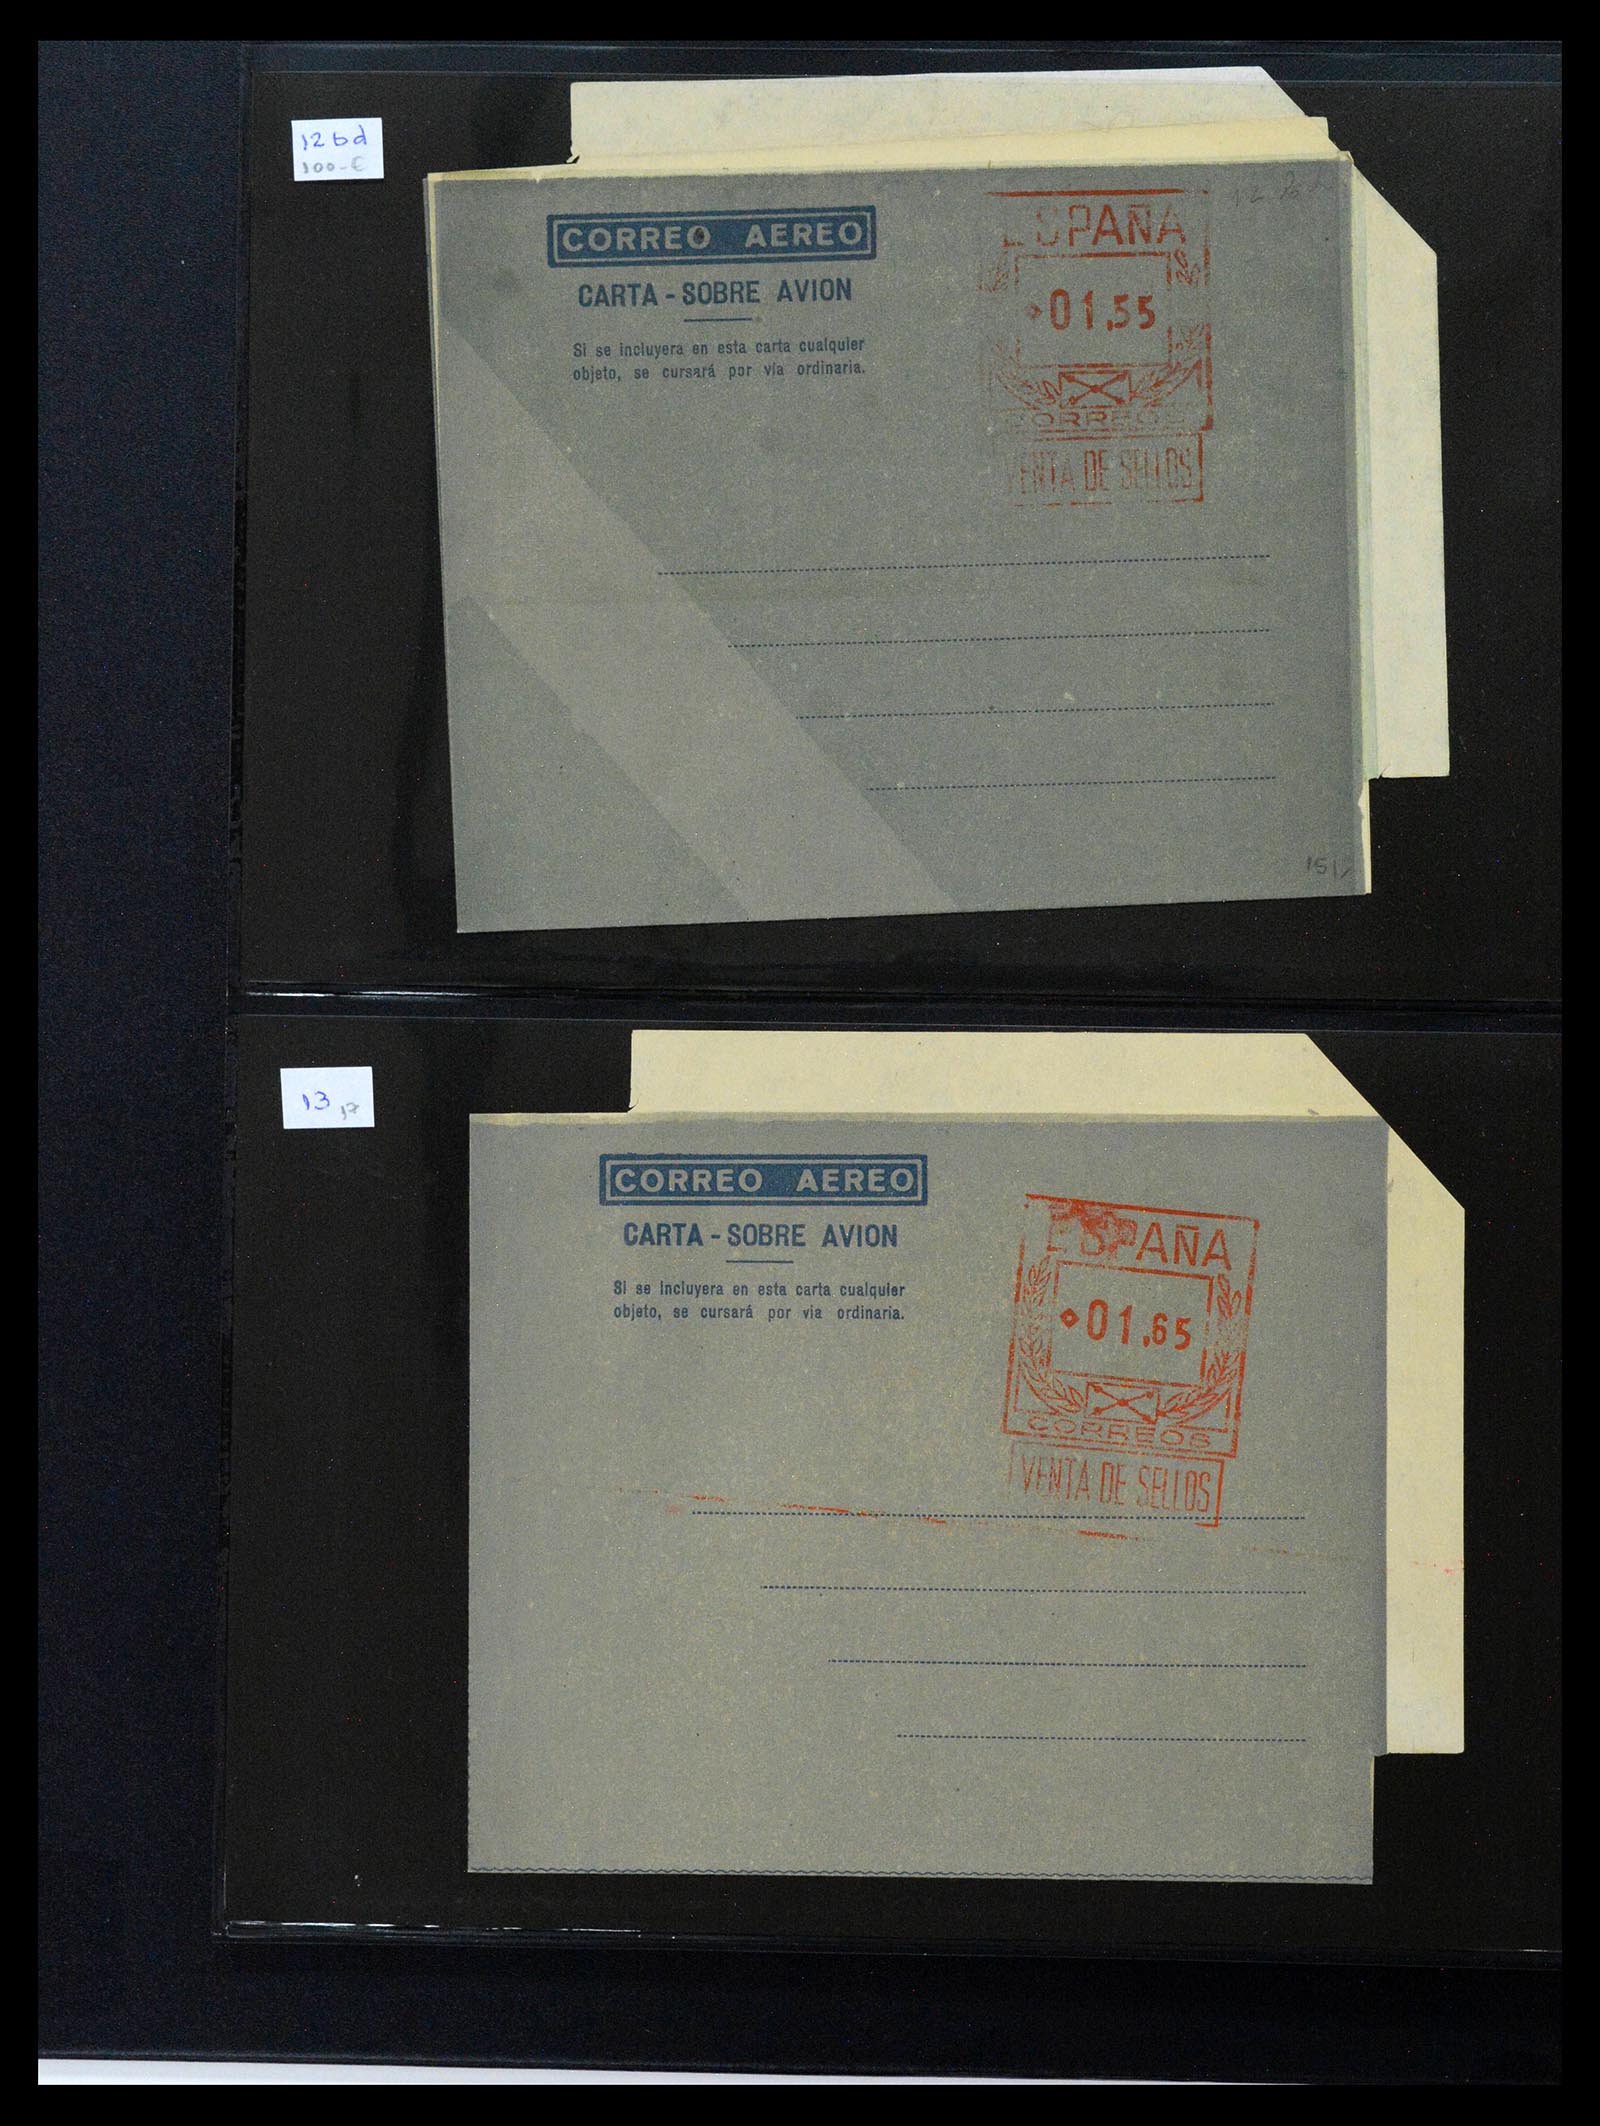 12bd
100-€
CORREO AEREO
CARTA - SOBRE AVION
Si se incluyera en esta carta cualquier
objeto, se cursará por vía ordinaria.
ESPAÑA
01,55
CORREOS
VENTA DE SELLOS
13
CORREO AEREO
CARTA - SOBRE AVION
Si se incluyera en esta carta cualquier
objeto, se cursará por vía ordinaria.
ESPAÑA
01,65
CORREOS
VENTA DE SELLOS